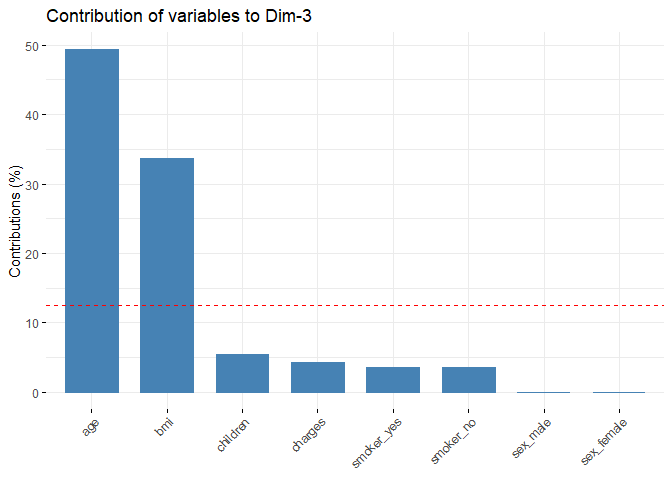 Contribution of variables to Dim-3
Contributions (%)
50
40
30
20
10
0
age
bmi
children
charges
smoker_yes
smoker_no
sex_male
sex_female